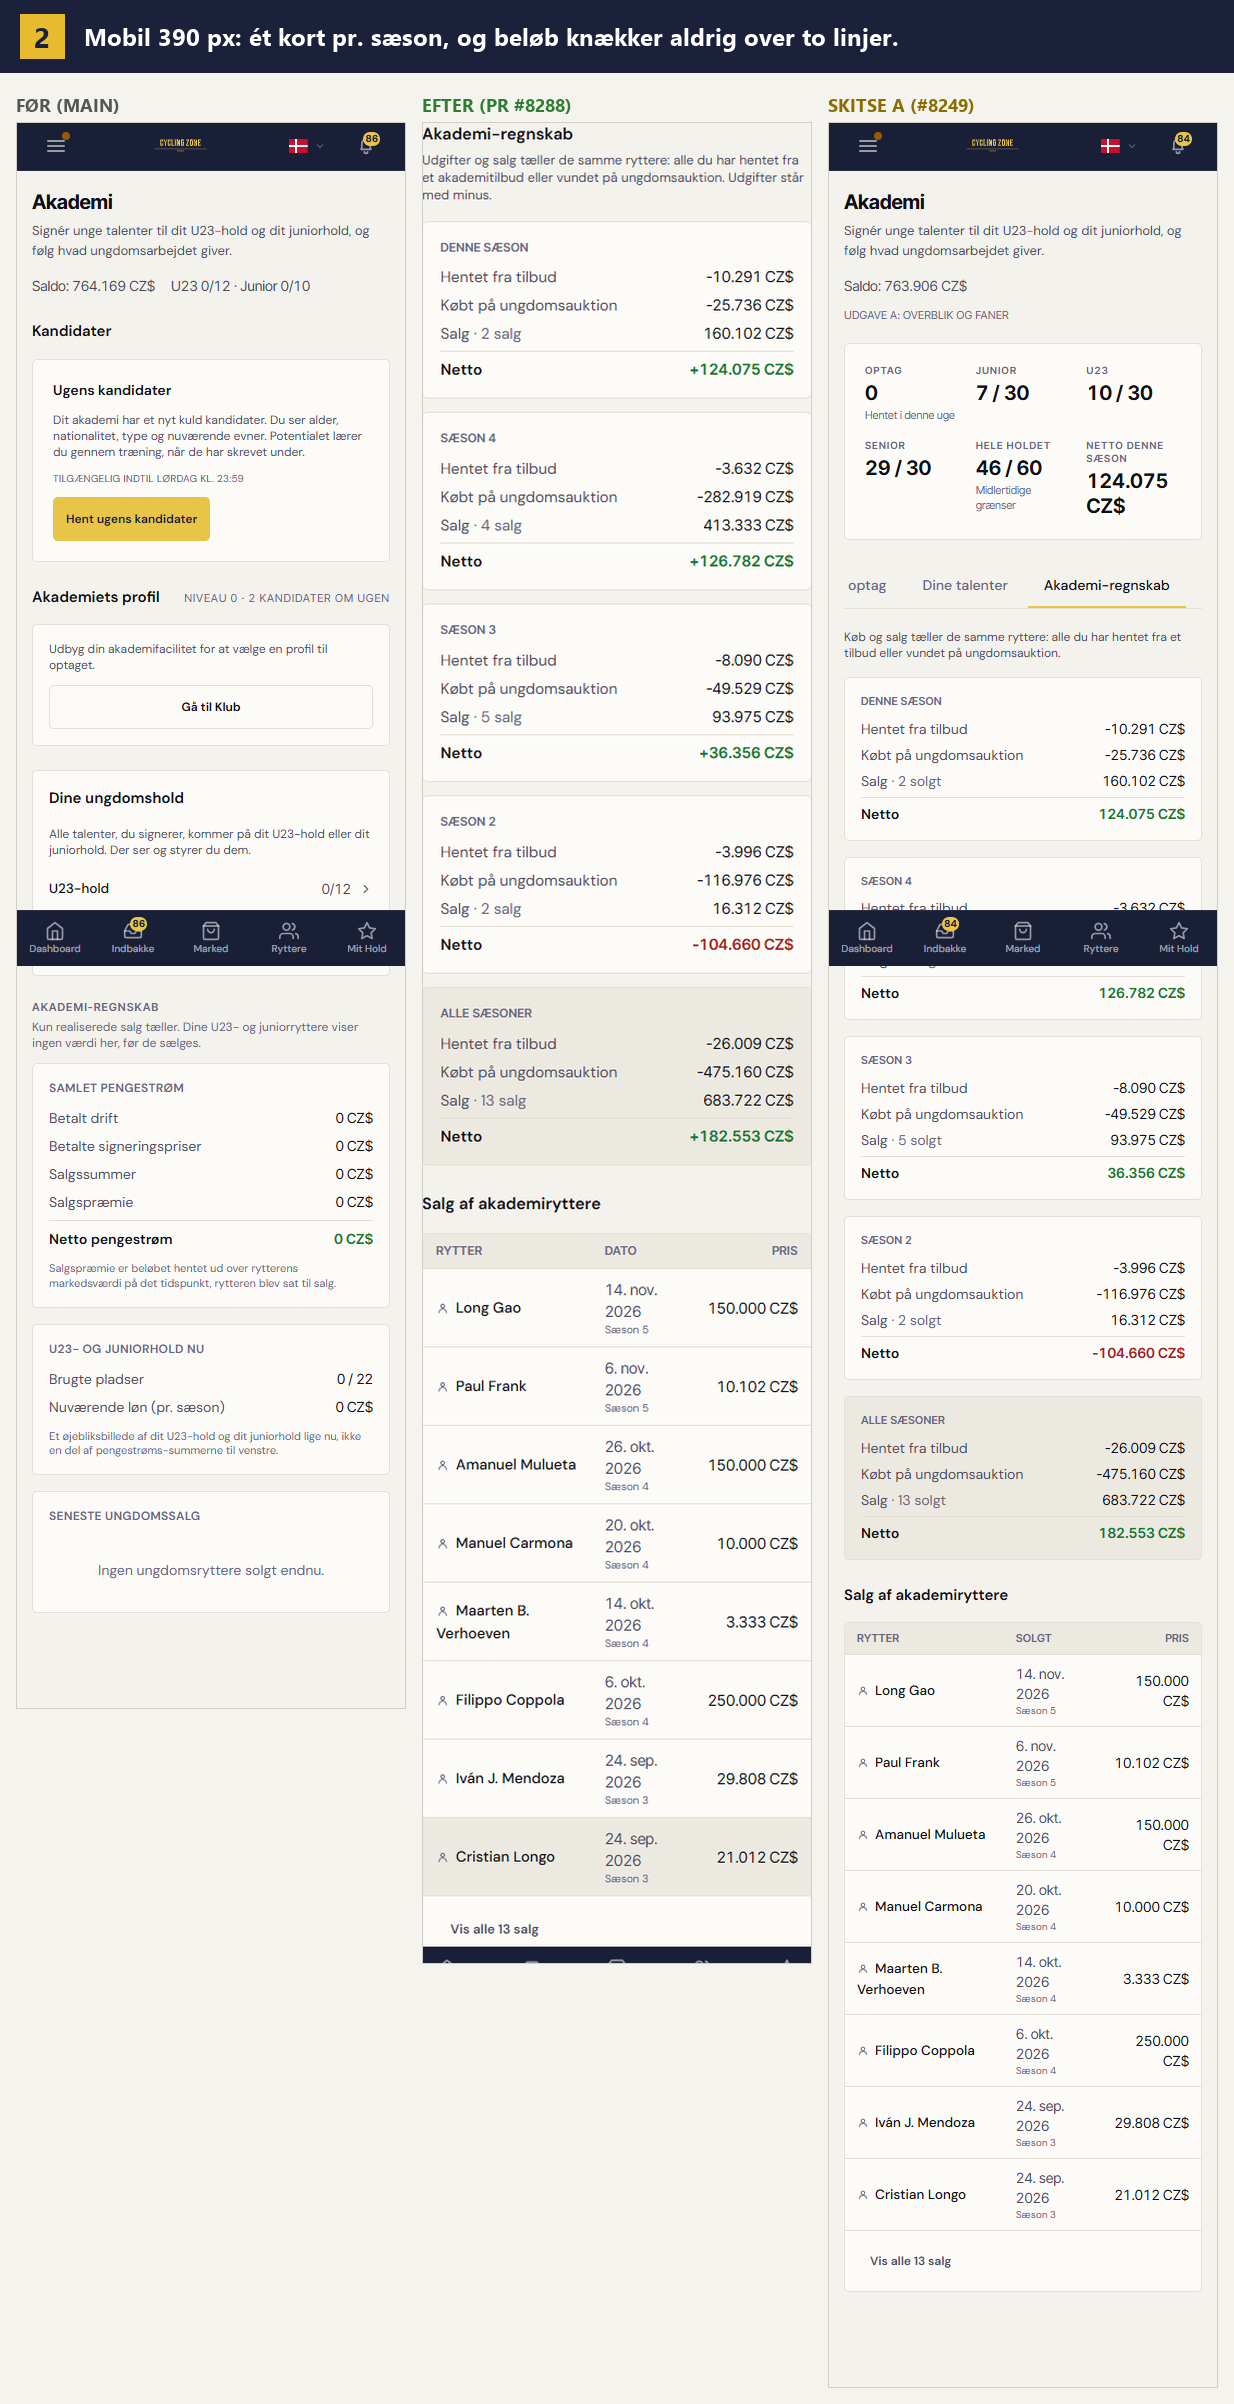 2
Mobil 390 px: ét kort pr. sæson, og beløb knækker aldrig over to linjer.
FØR (MAIN)
CYCLING ZONE
86
Akademi
Signér unge talenter til dit U23-hold og dit juniorhold, og
følg hvad ungdomsarbejdet giver.
Saldo: 764.169 CZ$ U23 0/12 · Junior 0/10
Kandidater
Ugens kandidater
Dit akademi har et nyt kuld kandidater. Du ser alder,
nationalitet, type og nuværende evner. Potentialet lærer
du gennem træning, når de har skrevet under.
TILGÆNGELIG INDTIL LØRDAG KL. 23:59
Hent ugens kandidater
Akademiets profil NIVEAU 0 · 2 KANDIDATER OM UGEN
Udbyg din akademifacilitet for at vælge en profil til
optaget.
Gå til Klub
Dine ungdomshold
Alle talenter, du signerer, kommer på dit U23-hold eller dit
juniorhold. Der ser og styrer du dem.
U23-hold 0/12
86
Dashboard Indbakke Marked Ryttere Mit Hold
AKADEMI-REGNSKAB
Kun realiserede salg tæller. Dine U23- og juniorryttere viser
ingen værdi her, før de sælges.
SAMLET PENGESTRØM
Betalt drift 0 CZ$
Betalte signeringspriser 0 CZ$
Salgssummer 0 CZ$
Salgspræmie 0 CZ$
Netto pengestrøm 0 CZ$
Salgspræmie er beløbet hentet ud over rytterens
markedsværdi på det tidspunkt, rytteren blev sat til salg.
U23- OG JUNIORHOLD NU
Brugte pladser 0 / 22
Nuværende løn (pr. sæson) 0 CZ$
Et øjebliksbillede af dit U23-hold og dit juniorhold lige nu, ikke
en del af pengestrøms-summerne til venstre.
SENESTE UNGDOMSSALG
Ingen ungdomsryttere solgt endnu.
EFTER (PR #8288)
Akademi-regnskab
Udgifter og salg tæller de samme ryttere: alle du har hentet fra
et akademitilbud eller vundet på ungdomsauktion. Udgifter står
med minus.
DENNE SÆSON
Hentet fra tilbud -10.291 CZ$
Købt på ungdomsauktion -25.736 CZ$
Salg · 2 salg 160.102 CZ$
Netto +124.075 CZ$
SÆSON 4
Hentet fra tilbud -3.632 CZ$
Købt på ungdomsauktion -282.919 CZ$
Salg · 4 salg 413.333 CZ$
Netto +126.782 CZ$
SÆSON 3
Hentet fra tilbud -8.090 CZ$
Købt på ungdomsauktion -49.529 CZ$
Salg · 5 salg 93.975 CZ$
Netto +36.356 CZ$
SÆSON 2
Hentet fra tilbud -3.996 CZ$
Købt på ungdomsauktion -116.976 CZ$
Salg · 2 salg 16.312 CZ$
Netto -104.660 CZ$
ALLE SÆSONER
Hentet fra tilbud -26.009 CZ$
Købt på ungdomsauktion -475.160 CZ$
Salg · 13 salg 683.722 CZ$
Netto +182.553 CZ$
Salg af akademiryttere
RYTTER DATO PRIS
Long Gao 14. nov. 2026 Sæson 5 150.000 CZ$
Paul Frank 6. nov. 2026 Sæson 5 10.102 CZ$
Amanuel Mulueta 26. okt. 2026 Sæson 4 150.000 CZ$
Manuel Carmona 20. okt. 2026 Sæson 4 10.000 CZ$
Maarten B. Verhoeven 14. okt. 2026 Sæson 4 3.333 CZ$
Filippo Coppola 6. okt. 2026 Sæson 4 250.000 CZ$
Iván J. Mendoza 24. sep. 2026 Sæson 3 29.808 CZ$
Cristian Longo 24. sep. 2026 Sæson 3 21.012 CZ$
Vis alle 13 salg
SKITSE A (#8249)
CYCLING ZONE
84
Akademi
Signér unge talenter til dit U23-hold og dit juniorhold, og
følg hvad ungdomsarbejdet giver.
Saldo: 763.906 CZ$
UDGAVE A: OVERBLIK OG FANER
OPTAG JUNIOR U23
0 7 / 30 10 / 30
Hentet i denne uge
SENIOR HELE HOLDET NETTO DENNE SÆSON
29 / 30 46 / 60 124.075 CZ$
Midlertidige grænser
optag Dine talenter Akademi-regnskab
Køb og salg tæller de samme ryttere: alle du har hentet fra et
tilbud eller vundet på ungdomsauktion.
DENNE SÆSON
Hentet fra tilbud -10.291 CZ$
Købt på ungdomsauktion -25.736 CZ$
Salg · 2 solgt 160.102 CZ$
Netto 124.075 CZ$
SÆSON 4
Hentet fra tilbud -3.632 CZ$
84
Dashboard Indbakke Marked Ryttere Mit Hold
Netto 126.782 CZ$
SÆSON 3
Hentet fra tilbud -8.090 CZ$
Købt på ungdomsauktion -49.529 CZ$
Salg · 5 solgt 93.975 CZ$
Netto 36.356 CZ$
SÆSON 2
Hentet fra tilbud -3.996 CZ$
Købt på ungdomsauktion -116.976 CZ$
Salg · 2 solgt 16.312 CZ$
Netto -104.660 CZ$
ALLE SÆSONER
Hentet fra tilbud -26.009 CZ$
Købt på ungdomsauktion -475.160 CZ$
Salg · 13 solgt 683.722 CZ$
Netto 182.553 CZ$
Salg af akademiryttere
RYTTER SOLGT PRIS
Long Gao 14. nov. 2026 Sæson 5 150.000 CZ$
Paul Frank 6. nov. 2026 Sæson 5 10.102 CZ$
Amanuel Mulueta 26. okt. 2026 Sæson 4 150.000 CZ$
Manuel Carmona 20. okt. 2026 Sæson 4 10.000 CZ$
Maarten B. Verhoeven 14. okt. 2026 Sæson 4 3.333 CZ$
Filippo Coppola 6. okt. 2026 Sæson 4 250.000 CZ$
Iván J. Mendoza 24. sep. 2026 Sæson 3 29.808 CZ$
Cristian Longo 24. sep. 2026 Sæson 3 21.012 CZ$
Vis alle 13 salg